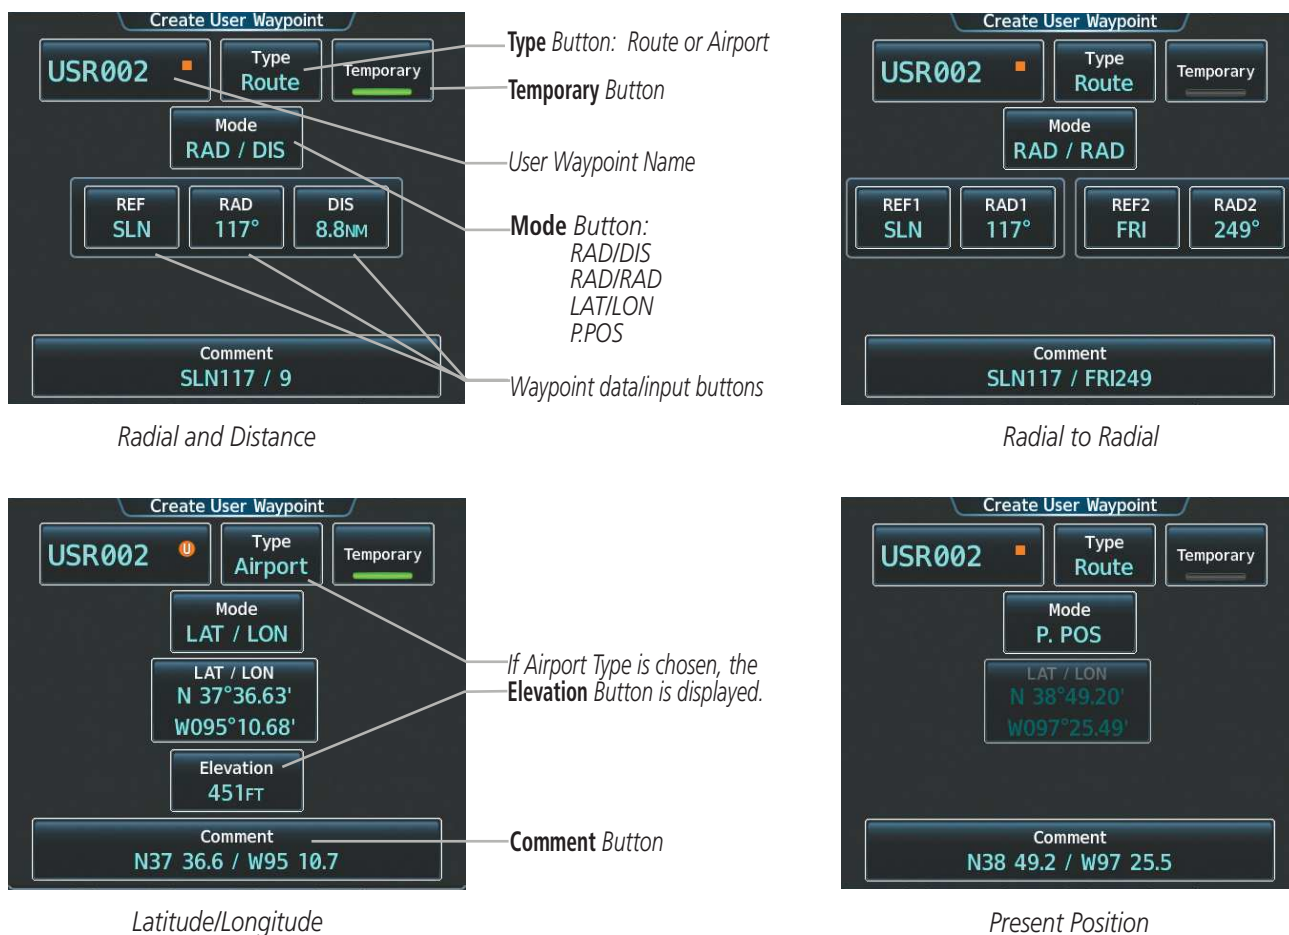 Create User Waypoint
USR002
Type
Route
Temporary
Mode
RAD / DIS
REF
SLN
RAD
117°
DIS
8.8NM
Comment
SLN117 / 9
Radial and Distance
Type Button: Route or Airport
Temporary Button
User Waypoint Name
Mode Button:
RAD/DIS
RAD/RAD
LAT/LON
P.POS
Waypoint data/input buttons
Create User Waypoint
USR002
Type
Route
Temporary
Mode
RAD / RAD
REF1
SLN
RAD1
117°
REF2
FRI
RAD2
249°
Comment
SLN117 / FRI249
Radial to Radial
Create User Waypoint
USR002
U
Type
Airport
Temporary
Mode
LAT / LON
LAT / LON
N 37°36.63'
W095°10.68'
Elevation
451FT
Comment
N37 36.6 / W95 10.7
Latitude/Longitude
If Airport Type is chosen, the
Elevation Button is displayed.
Comment Button
Create User Waypoint
USR002
Type
Route
Temporary
Mode
P. POS
LAT / LON
N 38°49.20'
W097°25.49'
Comment
N38 49.2 / W97 25.5
Present Position